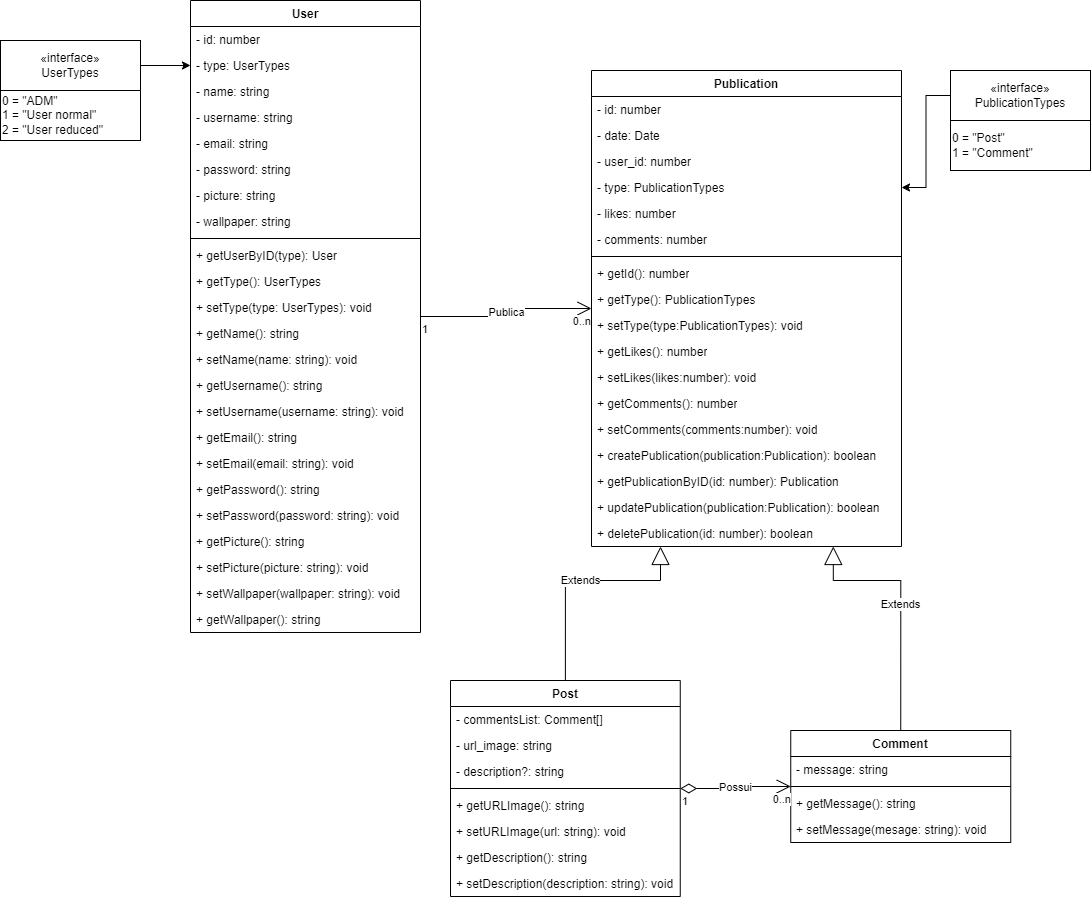 «interface»
UserTypes
0 = "ADM"
1 = "User normal"
2 = "User reduced"
User
- id: number
- type: UserTypes
- name: string
- username: string
- email: string
- password: string
- picture: string
- wallpaper: string
+ getUserByID(type): User
+ getType(): UserTypes
+ setType(type: UserTypes): void
+ getName(): string
+ setName(name: string): void
+ getUsername(): string
+ setUsername(username: string): void
+ getEmail(): string
+ setEmail(email: string): void
+ getPassword(): string
+ setPassword(password: string): void
+ getPicture(): string
+ setPicture(picture: string): void
+ setWallpaper(wallpaper: string): void
+ getWallpaper(): string
1
Publica
0..n
Publication
- id: number
- date: Date
- user_id: number
- type: PublicationTypes
- likes: number
- comments: number
+ getId(): number
+ getType(): PublicationTypes
+ setType(type:PublicationTypes): void
+ getLikes(): number
+ setLikes(likes:number): void
+ getComments(): number
+ setComments(comments:number): void
+ createPublication(publication:Publication): boolean
+ getPublicationByID(id: number): Publication
+ updatePublication(publication:Publication): boolean
+ deletePublication(id: number): boolean
«interface»
PublicationTypes
0 = "Post"
1 = "Comment"
Extends
Extends
Post
- commentsList: Comment[]
- url_image: string
- description?: string
+ getURLImage(): string
+ setURLImage(url: string): void
+ getDescription(): string
+ setDescription(description: string): void
1
Possui
0..n
Comment
- message: string
+ getMessage(): string
+ setMessage(mesage: string): void